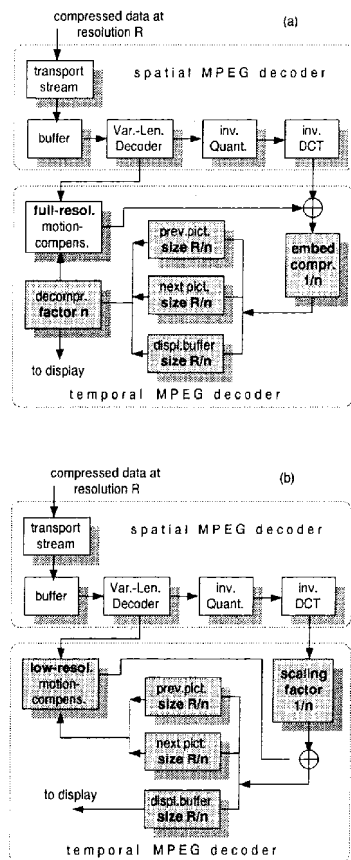 compressed data at
resolution R
(a)
transport
stream
spatial MPEG decoder
buffer
Var.-Len.
Decoder
inv.
Quant.
inv.
DCT
full-resol.
motion-
compens.
prev.pict.
size R/n
embed
compr.
1/n
decompr.
factor n
next pict.
size R/n
displ.buffer
size R/n
to display
temporal MPEG decoder
compressed data at
resolution R
(b)
transport
stream
spatial MPEG decoder
buffer
Var.-Len.
Decoder
inv.
Quant.
inv.
DCT
low-resol.
motion-
compens.
prev.pict.
size R/n
scaling
factor
1/n
next pict.
size R/n
to display
displ.buffer
size R/n
temporal MPEG decoder